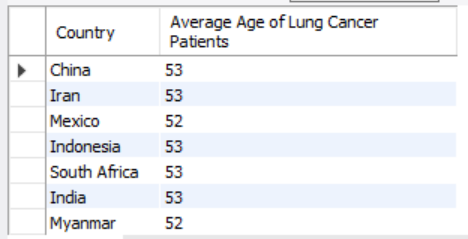 Country Average Age of Lung Cancer Patients
China 53
Iran 53
Mexico 52
Indonesia 53
South Africa 53
India 53
Myanmar 52